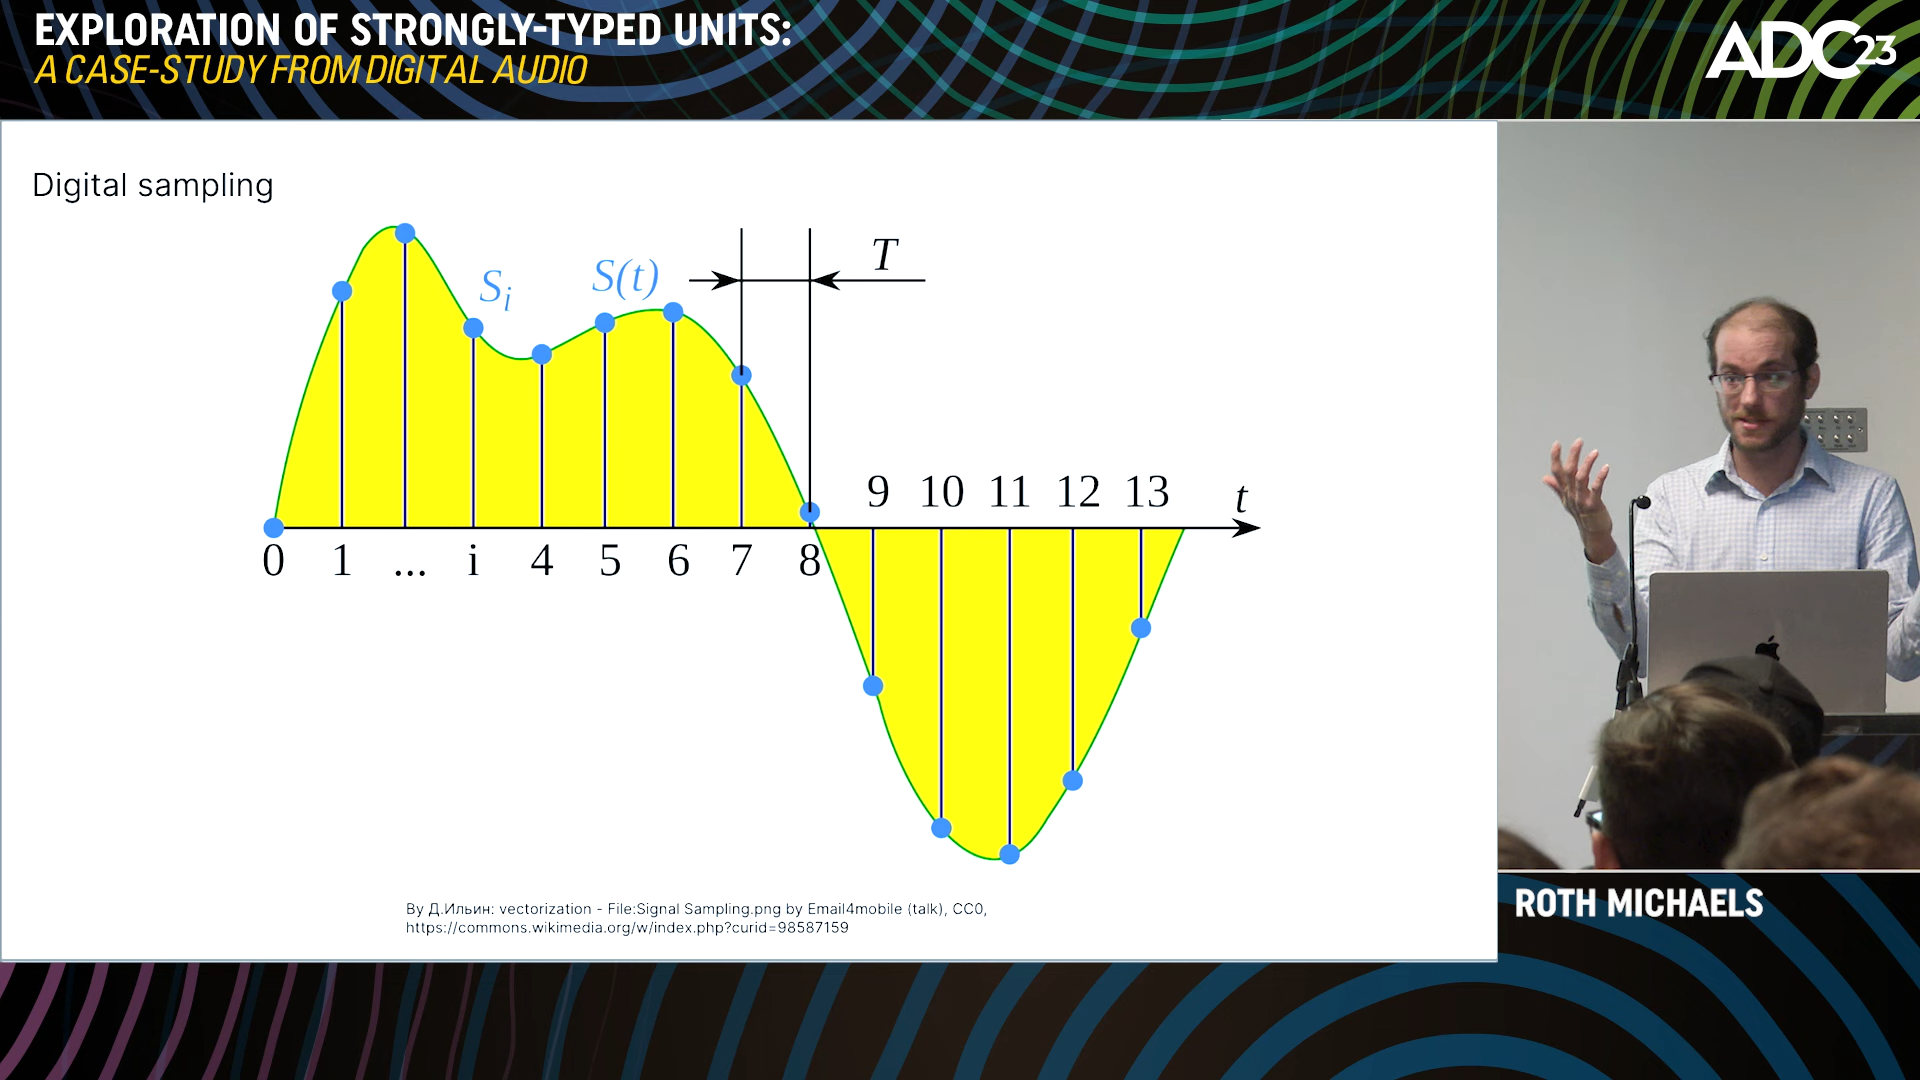 EXPLORATION OF STRONGLY-TYPED UNITS:
A CASE-STUDY FROM DIGITAL AUDIO
ADC23
Digital sampling
Si
S(t)
T
9 10 11 12 13 t
0 1 ... i 4 5 6 7 8
By Д.Ильин: vectorization - File:Signal Sampling.png by Email4mobile (talk), CC0,
https://commons.wikimedia.org/w/index.php?curid=98587159
ROTH MICHAELS